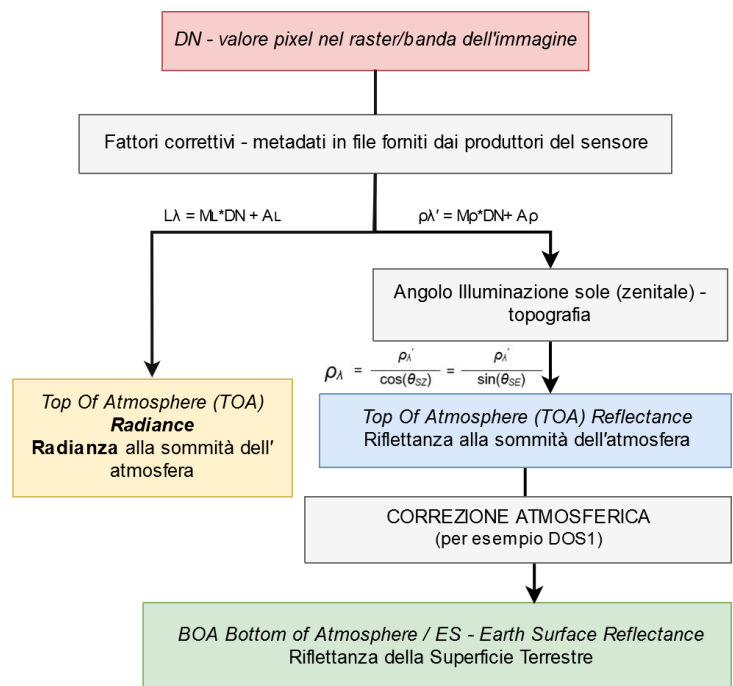 DN - valore pixel nel raster/banda dell'immagine
Fattori correttivi - metadati in file forniti dai produttori del sensore
Lλ = ML*DN + AL
ρλ′ = Mρ*DN+ Aρ
Angolo Illuminazione sole (zenitale) -
topografia
ρλ = ρλ′ / cos(θSZ) = ρλ′ / sin(θSE)
Top Of Atmosphere (TOA)
Radiance
Radianza alla sommità dell'
atmosfera
Top Of Atmosphere (TOA) Reflectance
Riflettanza alla sommità dell'atmosfera
CORREZIONE ATMOSFERICA
(per esempio DOS1)
BOA Bottom of Atmosphere / ES - Earth Surface Reflectance
Riflettanza della Superficie Terrestre